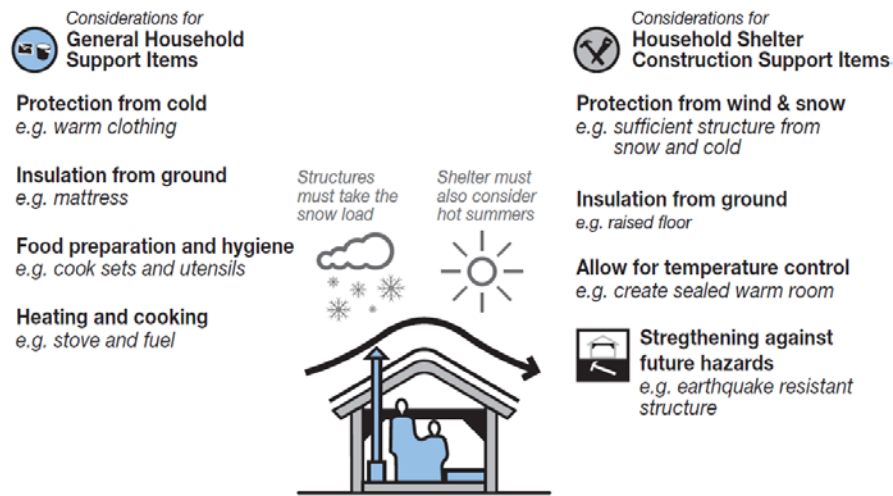 Considerations for
General Household
Support Items
Protection from cold
e.g. warm clothing
Insulation from ground
e.g. mattress
Food preparation and hygiene
e.g. cook sets and utensils
Heating and cooking
e.g. stove and fuel
Structures
must take the
snow load
Shelter must
also consider
hot summers
Considerations for
Household Shelter
Construction Support Items
Protection from wind & snow
e.g. sufficient structure from
snow and cold
Insulation from ground
e.g. raised floor
Allow for temperature control
e.g. create sealed warm room
Stregthening against
future hazards
e.g. earthquake resistant
structure